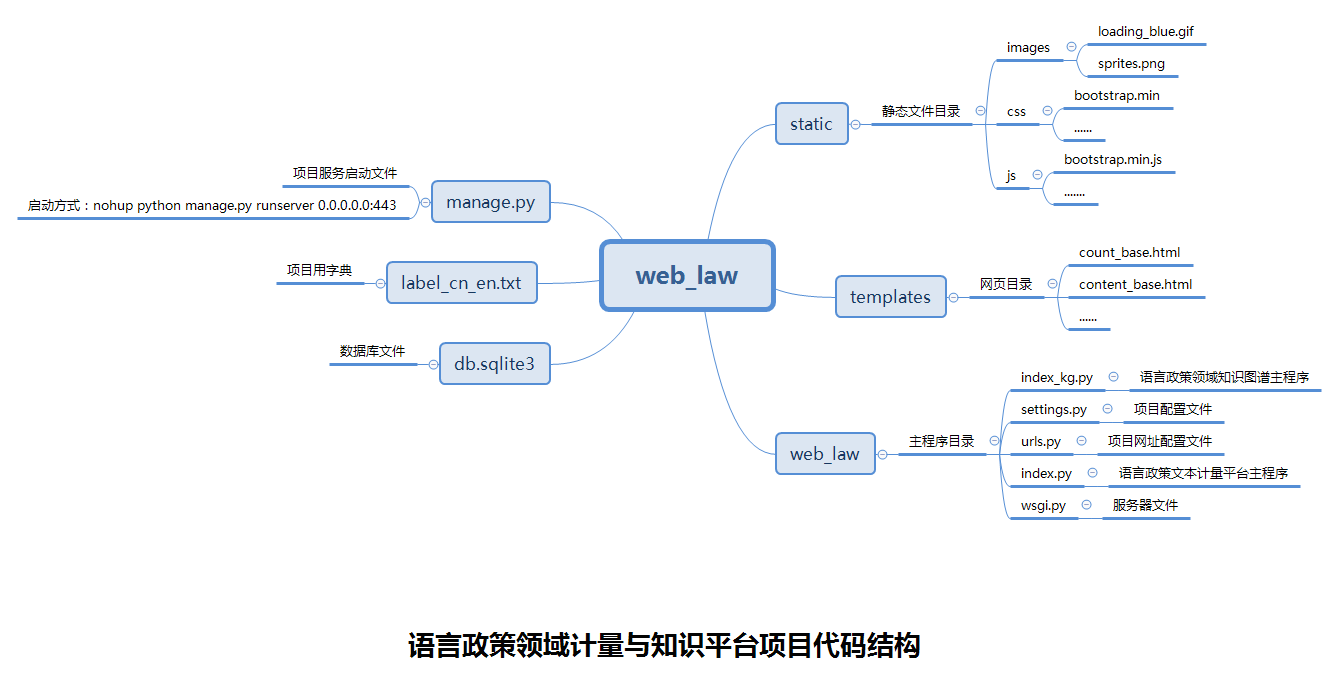 web_law
static
静态文件目录
images
loading_blue.gif
sprites.png
css
bootstrap.min
......
js
bootstrap.min.js
.......
templates
网页目录
count_base.html
content_base.html
......
web_law
主程序目录
index_kg.py
语言政策领域知识图谱主程序
settings.py
项目配置文件
urls.py
项目网址配置文件
index.py
语言政策文本计量平台主程序
wsgi.py
服务器文件
manage.py
项目服务启动文件
启动方式：nohup python manage.py runserver 0.0.0.0.0:443
label_cn_en.txt
项目用字典
db.sqlite3
数据库文件
语言政策领域计量与知识平台项目代码结构